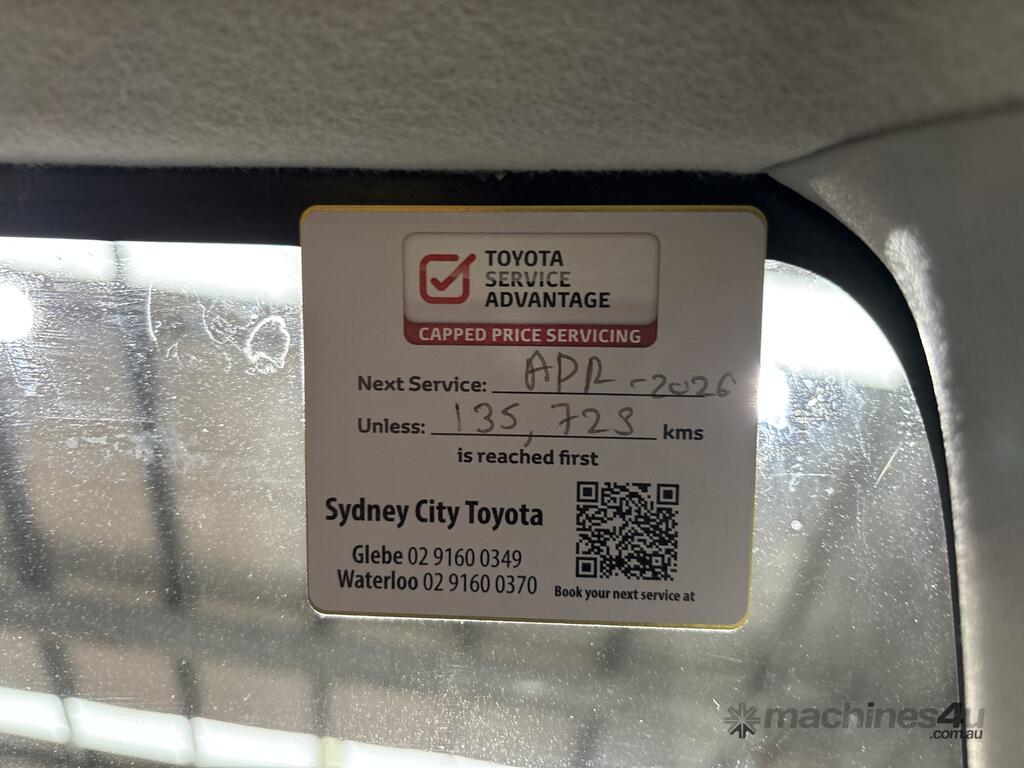 TOYOTA
SERVICE
ADVANTAGE
CAPPED PRICE SERVICING
Next Service: APR - 2026
Unless: 135,723 kms
is reached first
Sydney City Toyota
Glebe 02 9160 0349
Waterloo 02 9160 0370
Book your next service at
machines4u
.com.au